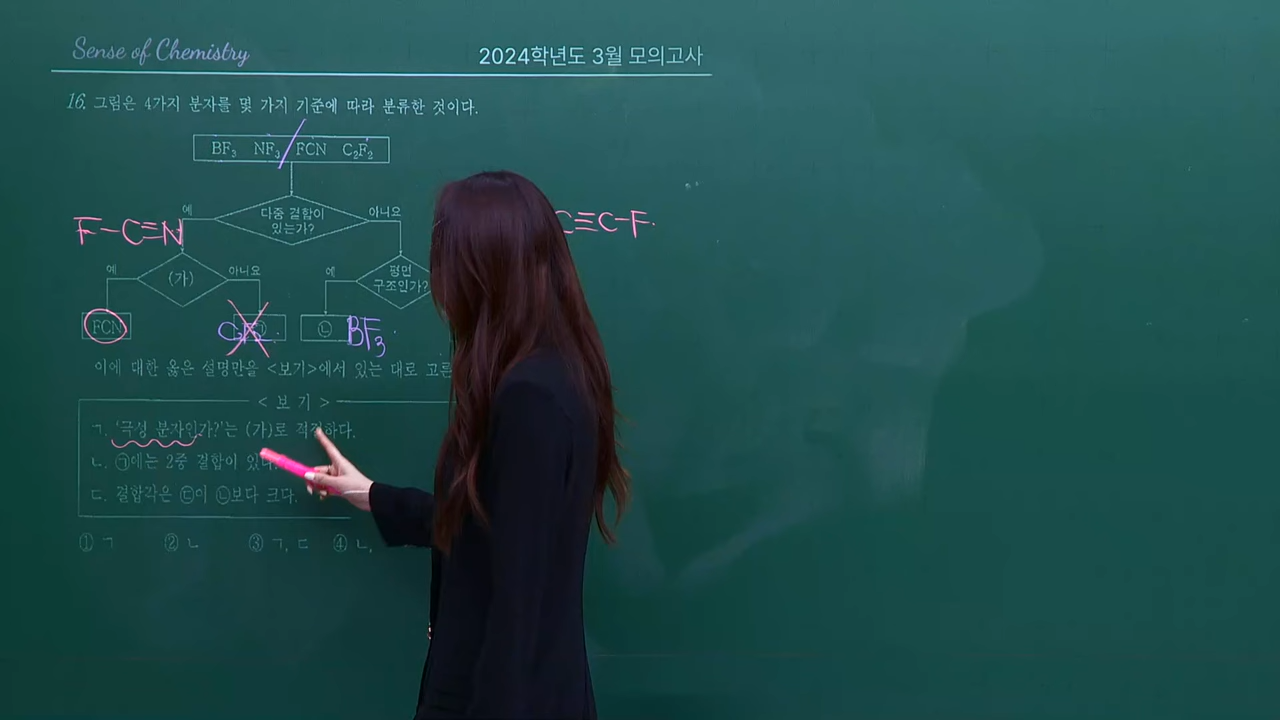 Sense of Chemistry
2024학년도 3월 모의고사
16. 그림은 4가지 분자를 몇 가지 기준에 따라 분류한 것이다.
BF₃ NF₃ FCN C₂F₂
예 다중 결합이 있는가? 아니요
F-C≡N
C≡C-F
예 (가) 아니요
예 평면 구조인가?
FCN
C₂F₂
㉡ BF₃
이에 대한 옳은 설명만을 <보기>에서 있는 대로 고른
< 보 기 >
ㄱ. '극성 분자인가?'는 (가)로 적절하다.
ㄴ. ㉠에는 2중 결합이 있다.
ㄷ. 결합각은 ㉢이 ㉡보다 크다.
① ㄱ ② ㄴ ③ ㄱ, ㄷ ④ ㄴ,